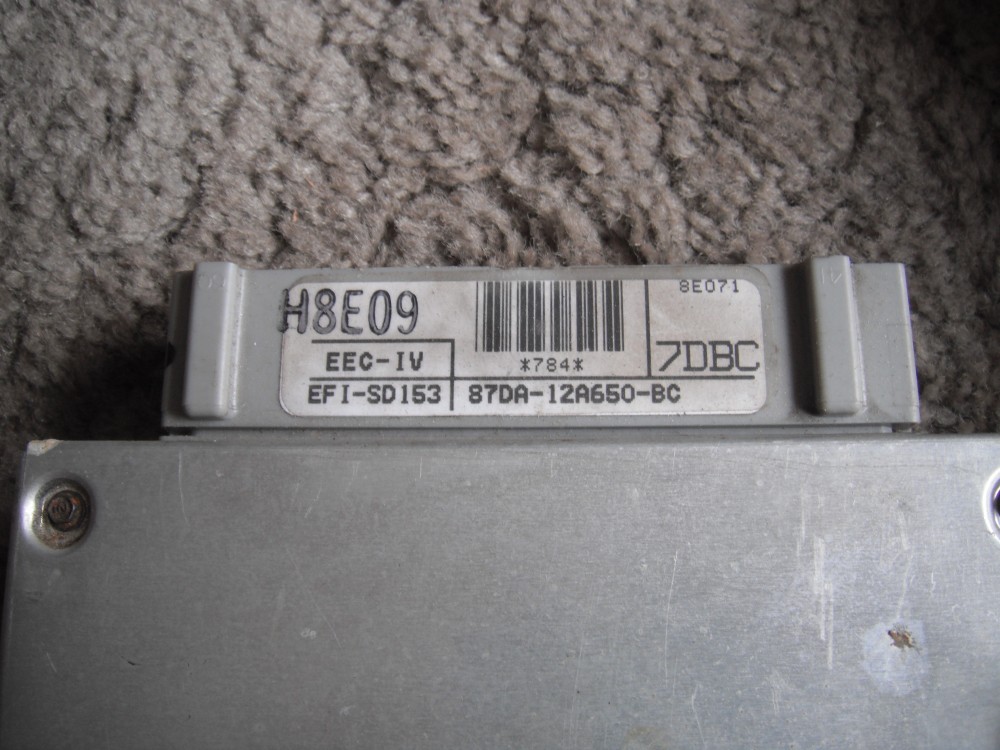 H8E09
8E071
*784*
7DBC
EEC-IV
EFI-SD153
87DA-12A650-BC